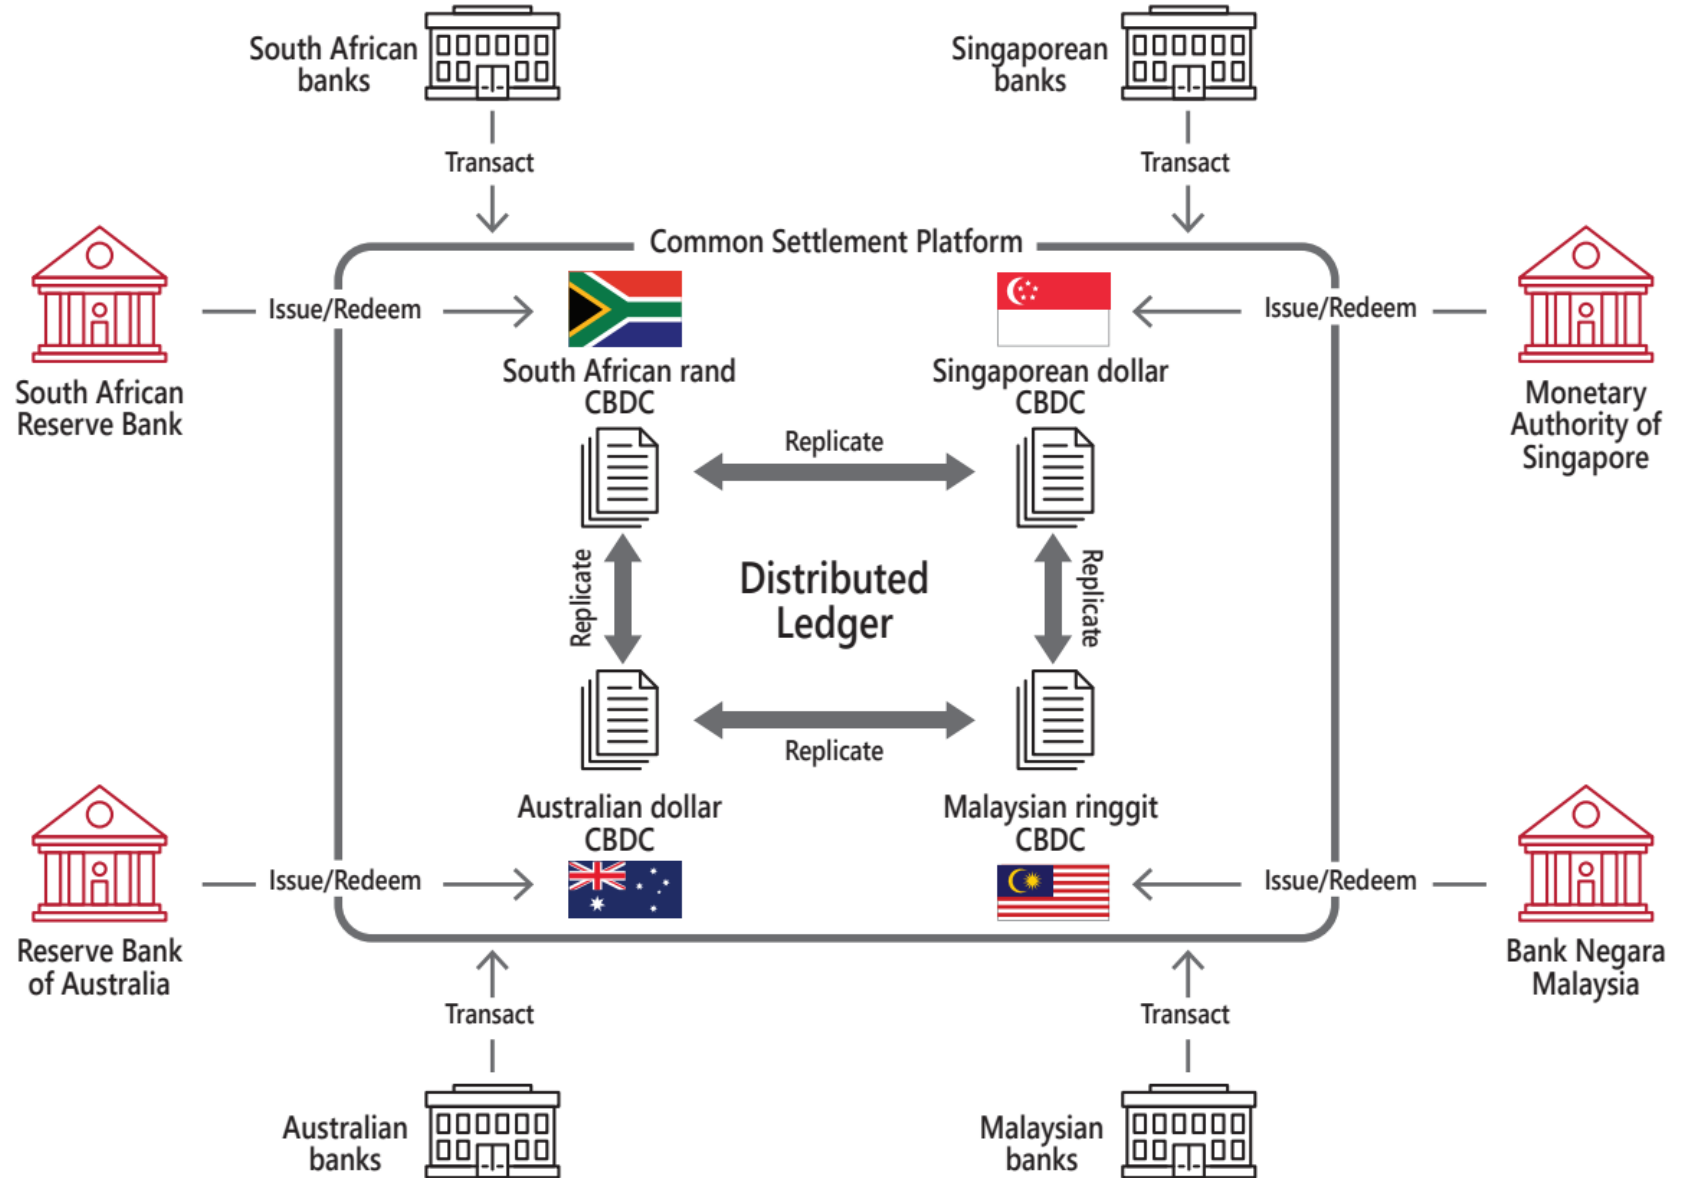 South African
banks
Singaporean
banks
Transact
Transact
Common Settlement Platform
Issue/Redeem
Issue/Redeem
South African
Reserve Bank
South African rand
CBDC
Singaporean dollar
CBDC
Monetary
Authority of
Singapore
Replicate
Replicate
Distributed
Ledger
Replicate
Replicate
Australian dollar
CBDC
Malaysian ringgit
CBDC
Issue/Redeem
Issue/Redeem
Reserve Bank
of Australia
Bank Negara
Malaysia
Transact
Transact
Australian
banks
Malaysian
banks